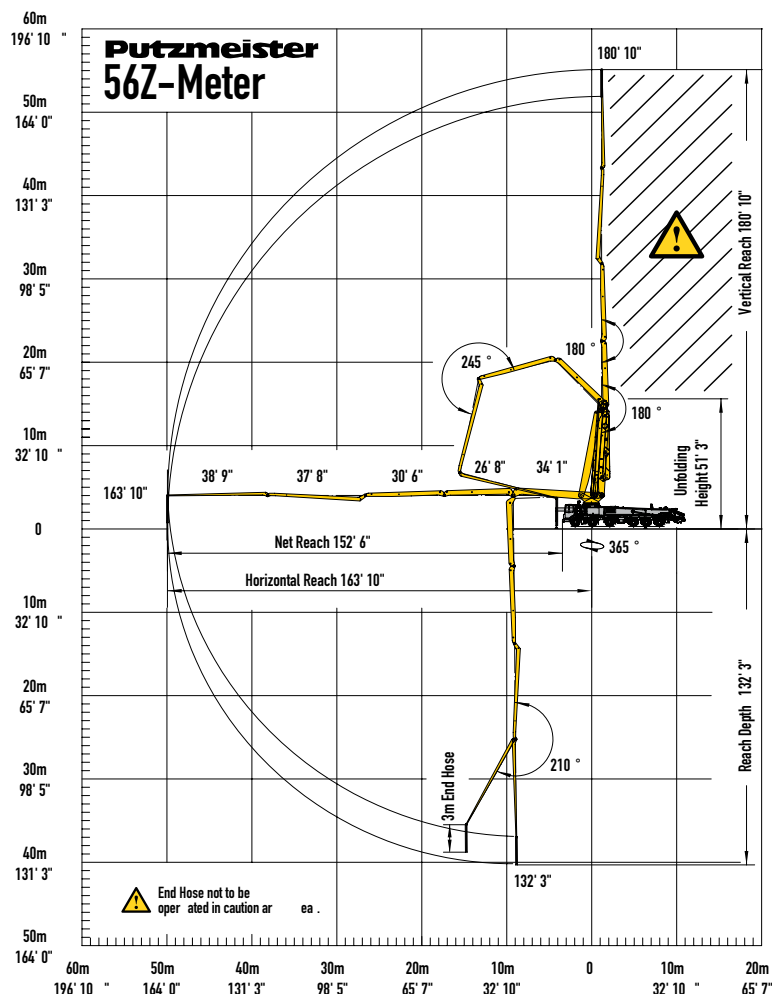 60m
196' 10 "
Putzmeister
56Z-Meter
180' 10"
50m
164' 0"
40m
131' 3"
Vertical Reach 180' 10"
30m
98' 5"
20m
65' 7"
245 °
180 °
180 °
10m
32' 10 "
Unfolding
Height 51' 3"
38' 9"
37' 8"
30' 6"
26' 8"
34' 1"
163' 10"
0
Net Reach 152' 6"
365 °
Horizontal Reach 163' 10"
10m
32' 10 "
20m
65' 7"
Reach Depth 132' 3"
210 °
30m
98' 5"
3m End Hose
40m
131' 3"
132' 3"
End Hose not to be
oper ated in caution ar ea .
50m
164' 0"
60m 50m 40m 30m 20m 10m 0 10m 20m
196' 10 " 164' 0" 131' 3" 98' 5" 65' 7" 32' 10 " 32' 10 " 65' 7"